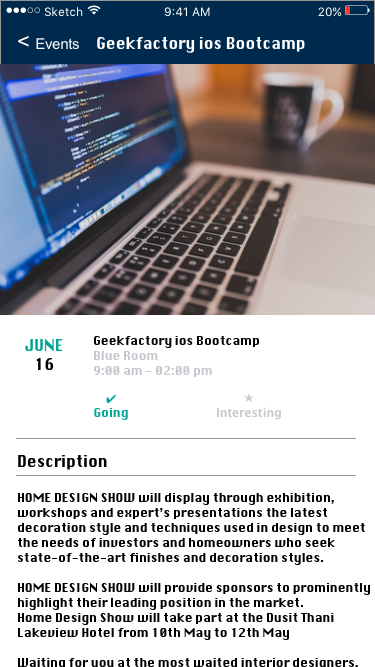 Sketch 9:41 AM 20%
< Events Geekfactory ios Bootcamp
JUNE
16
Geekfactory ios Bootcamp
Blue Room
9:00 am - 02:00 pm
✓ ★
Going Interesting
Description
HOME DESIGN SHOW will display through exhibition,
workshops and expert's presentations the latest
decoration style and techniques used in design to meet
the needs of investors and homeowners who seek
state-of-the-art finishes and decoration styles.
HOME DESIGN SHOW will provide sponsors to prominently
highlight their leading position in the market.
Home Design Show will take part at the Dusit Thani
Lakeview Hotel from 10th May to 12th May
Waiting for you at the most waited interior designers.